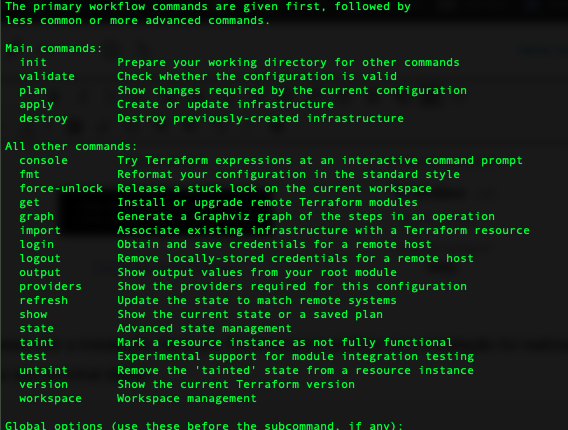 The primary workflow commands are given first, followed by
less common or more advanced commands.
Main commands:
init Prepare your working directory for other commands
validate Check whether the configuration is valid
plan Show changes required by the current configuration
apply Create or update infrastructure
destroy Destroy previously-created infrastructure
All other commands:
console Try Terraform expressions at an interactive command prompt
fmt Reformat your configuration in the standard style
force-unlock Release a stuck lock on the current workspace
get Install or upgrade remote Terraform modules
graph Generate a Graphviz graph of the steps in an operation
import Associate existing infrastructure with a Terraform resource
login Obtain and save credentials for a remote host
logout Remove locally-stored credentials for a remote host
output Show output values from your root module
providers Show the providers required for this configuration
refresh Update the state to match remote systems
show Show the current state or a saved plan
state Advanced state management
taint Mark a resource instance as not fully functional
test Experimental support for module integration testing
untaint Remove the 'tainted' state from a resource instance
version Show the current Terraform version
workspace Workspace management
Global options (use these before the subcommand, if any):